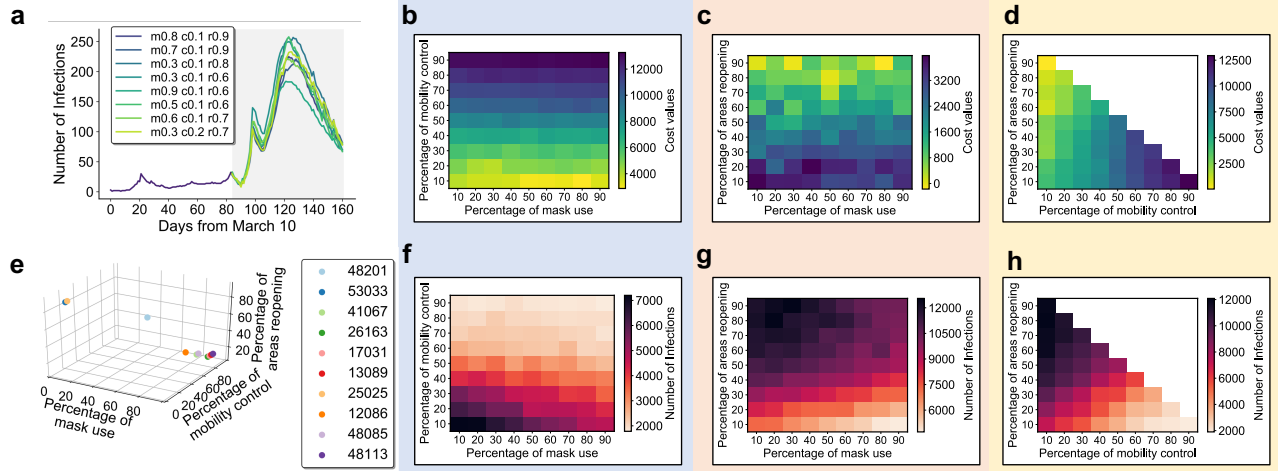 a
Number of Infections
250
200
150
100
50
0
m0.8 c0.1 r0.9
m0.7 c0.1 r0.9
m0.3 c0.1 r0.8
m0.3 c0.1 r0.6
m0.9 c0.1 r0.6
m0.5 c0.1 r0.6
m0.6 c0.1 r0.7
m0.3 c0.2 r0.7
0 20 40 60 80 100 120 140 160
Days from March 10
b
Percentage of mobility control
90
80
70
60
50
40
30
20
10
10 20 30 40 50 60 70 80 90
Percentage of mask use
12000
10000
8000
6000
4000
Cost values
c
Percentage of areas reopening
90
80
70
60
50
40
30
20
10
10 20 30 40 50 60 70 80 90
Percentage of mask use
3200
2400
1600
800
0
Cost values
d
Percentage of areas reopening
90
80
70
60
50
40
30
20
10
10 20 30 40 50 60 70 80 90
Percentage of mobility control
12500
10000
7500
5000
2500
Cost values
e
0 20 40 60 80
Percentage of
mask use
0 20 40 60 80
Percentage of
mobility control
80
60
40
20
Percentage of
areas reopening
48201
53033
41067
26163
17031
13089
25025
12086
48085
48113
f
Percentage of mobility control
90
80
70
60
50
40
30
20
10
10 20 30 40 50 60 70 80 90
Percentage of mask use
7000
6000
5000
4000
3000
2000
Number of Infections
g
Percentage of areas reopening
90
80
70
60
50
40
30
20
10
10 20 30 40 50 60 70 80 90
Percentage of mask use
12000
10500
9000
7500
6000
Number of Infections
h
Percentage of areas reopening
90
80
70
60
50
40
30
20
10
10 20 30 40 50 60 70 80 90
Percentage of mobility control
12000
10000
8000
6000
4000
2000
Number of Infections